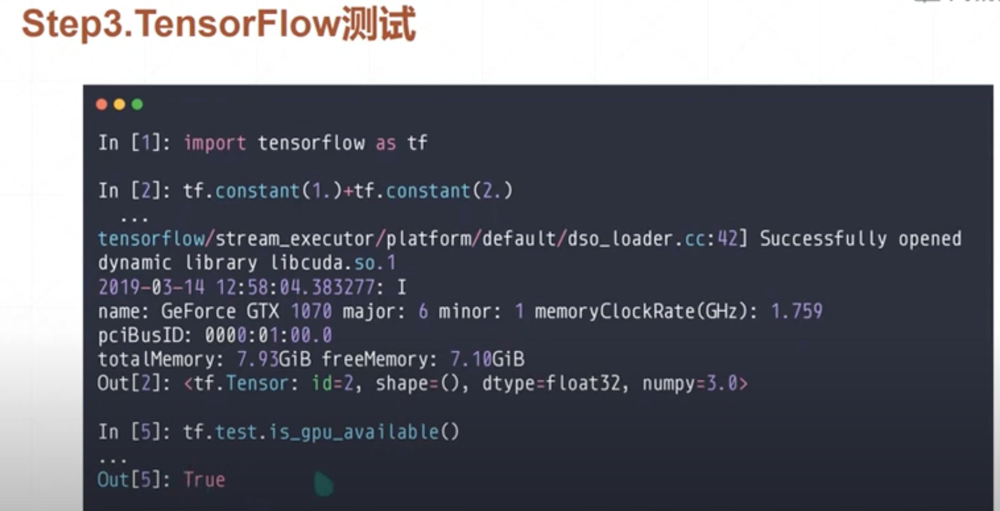 Step3.TensorFlow测试
In [1]: import tensorflow as tf
In [2]: tf.constant(1.)+tf.constant(2.)
...
tensorflow/stream_executor/platform/default/dso_loader.cc:42] Successfully opened
dynamic library libcuda.so.1
2019-03-14 12:58:04.383277: I
name: GeForce GTX 1070 major: 6 minor: 1 memoryClockRate(GHz): 1.759
pciBusID: 0000:01:00.0
totalMemory: 7.93GiB freeMemory: 7.10GiB
Out[2]: <tf.Tensor: id=2, shape=(), dtype=float32, numpy=3.0>
In [5]: tf.test.is_gpu_available()
...
Out[5]: True